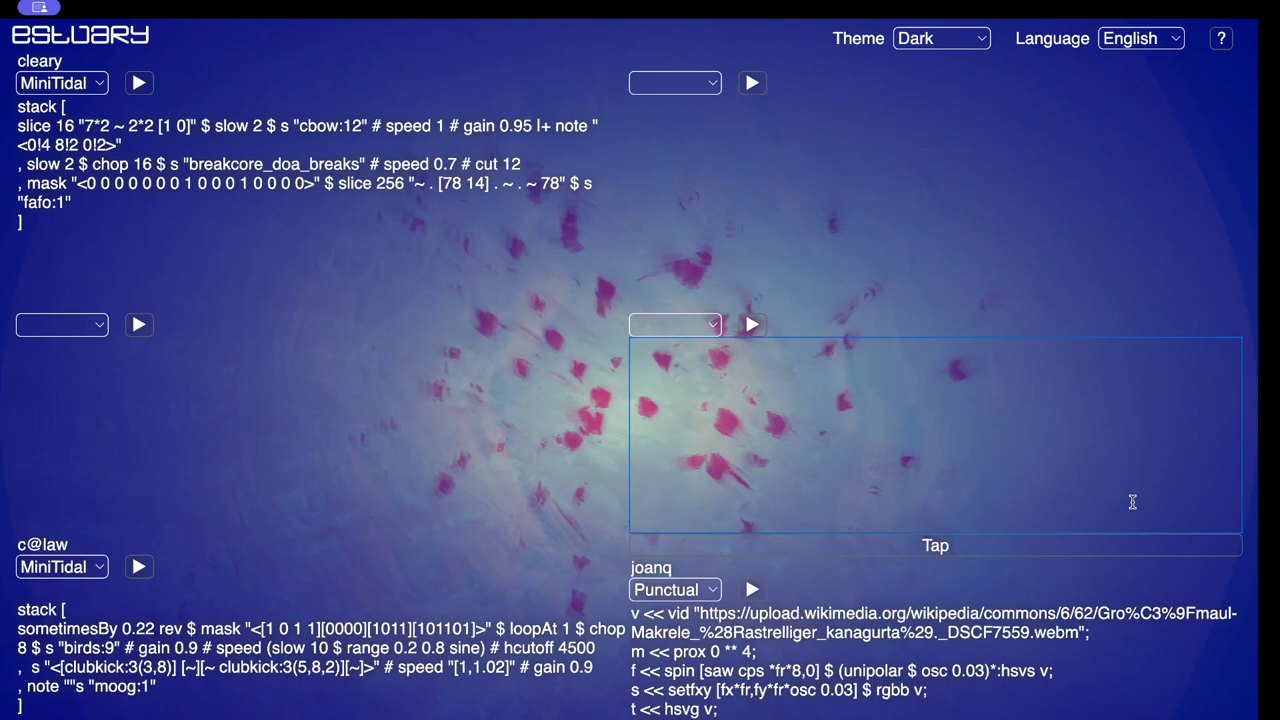 estuary
Theme Dark Language English ?
cleary
MiniTidal
stack [
slice 16 "7*2 ~ 2*2 [1 0]" $ slow 2 $ s "cbow:12" # speed 1 # gain 0.95 |+ note "
<0!4 8!2 0!2>"
, slow 2 $ chop 16 $ s "breakcore_doa_breaks" # speed 0.7 # cut 12
, mask "<0 0 0 0 0 0 0 1 0 0 0 1 0 0 0 0>" $ slice 256 "~ . [78 14] . ~ . ~ 78" $ s
"fafo:1"
]
c@law
MiniTidal
stack [
sometimesBy 0.22 rev $ mask "<[1 0 1 1][0000][1011][101101]>" $ loopAt 1 $ chop
8 $ s "birds:9" # gain 0.9 # speed (slow 10 $ range 0.2 0.8 sine) # hcutoff 4500
, s "<[clubkick:3(3,8)] [~][~ clubkick:3(5,8,2)][~]>" # speed "[1,1.02]" # gain 0.9
, note ""s "moog:1"
]
Tap
joanq
Punctual
v << vid "https://upload.wikimedia.org/wikipedia/commons/6/62/Gro%C3%9Fmaul-
Makrele_%28Rastrelliger_kanagurta%29._DSCF7559.webm";
m << prox 0 ** 4;
f << spin [saw cps *fr*8,0] $ (unipolar $ osc 0.03)*:hsvs v;
s << setfxy [fx*fr,fy*fr*osc 0.03] $ rgbb v;
t << hsvg v;